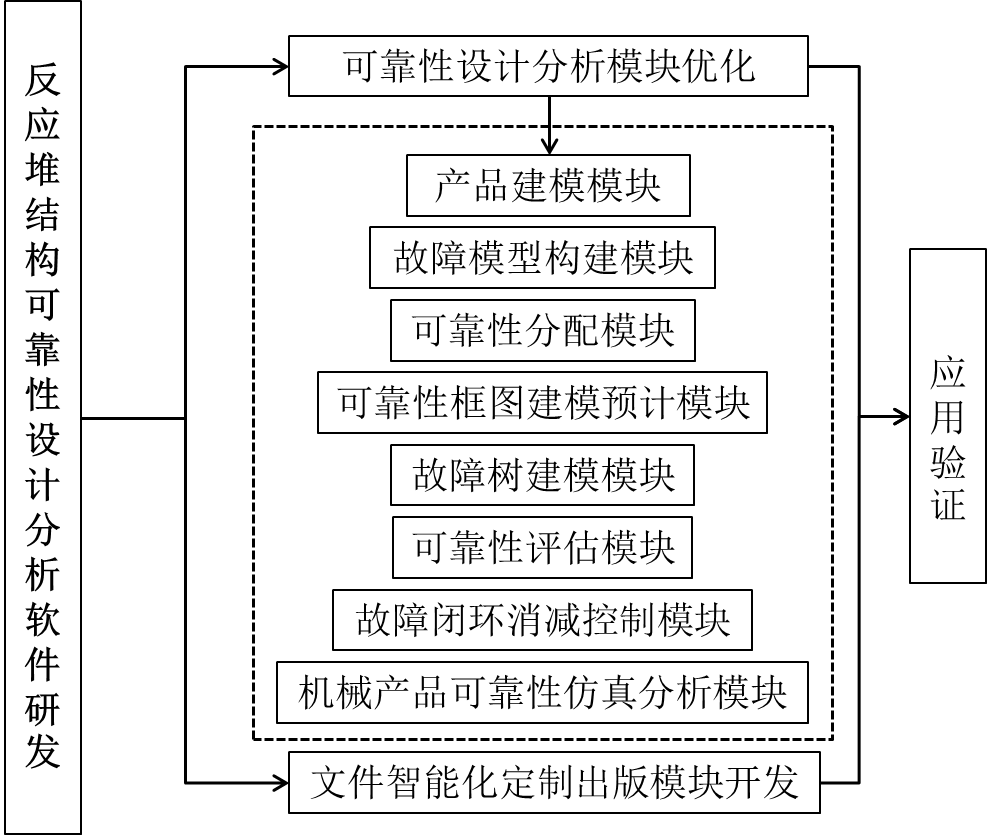 反应堆结构可靠性设计分析软件研发
可靠性设计分析模块优化
产品建模模块
故障模型构建模块
可靠性分配模块
可靠性框图建模预计模块
故障树建模模块
可靠性评估模块
故障闭环消减控制模块
机械产品可靠性仿真分析模块
文件智能化定制出版模块开发
应用验证